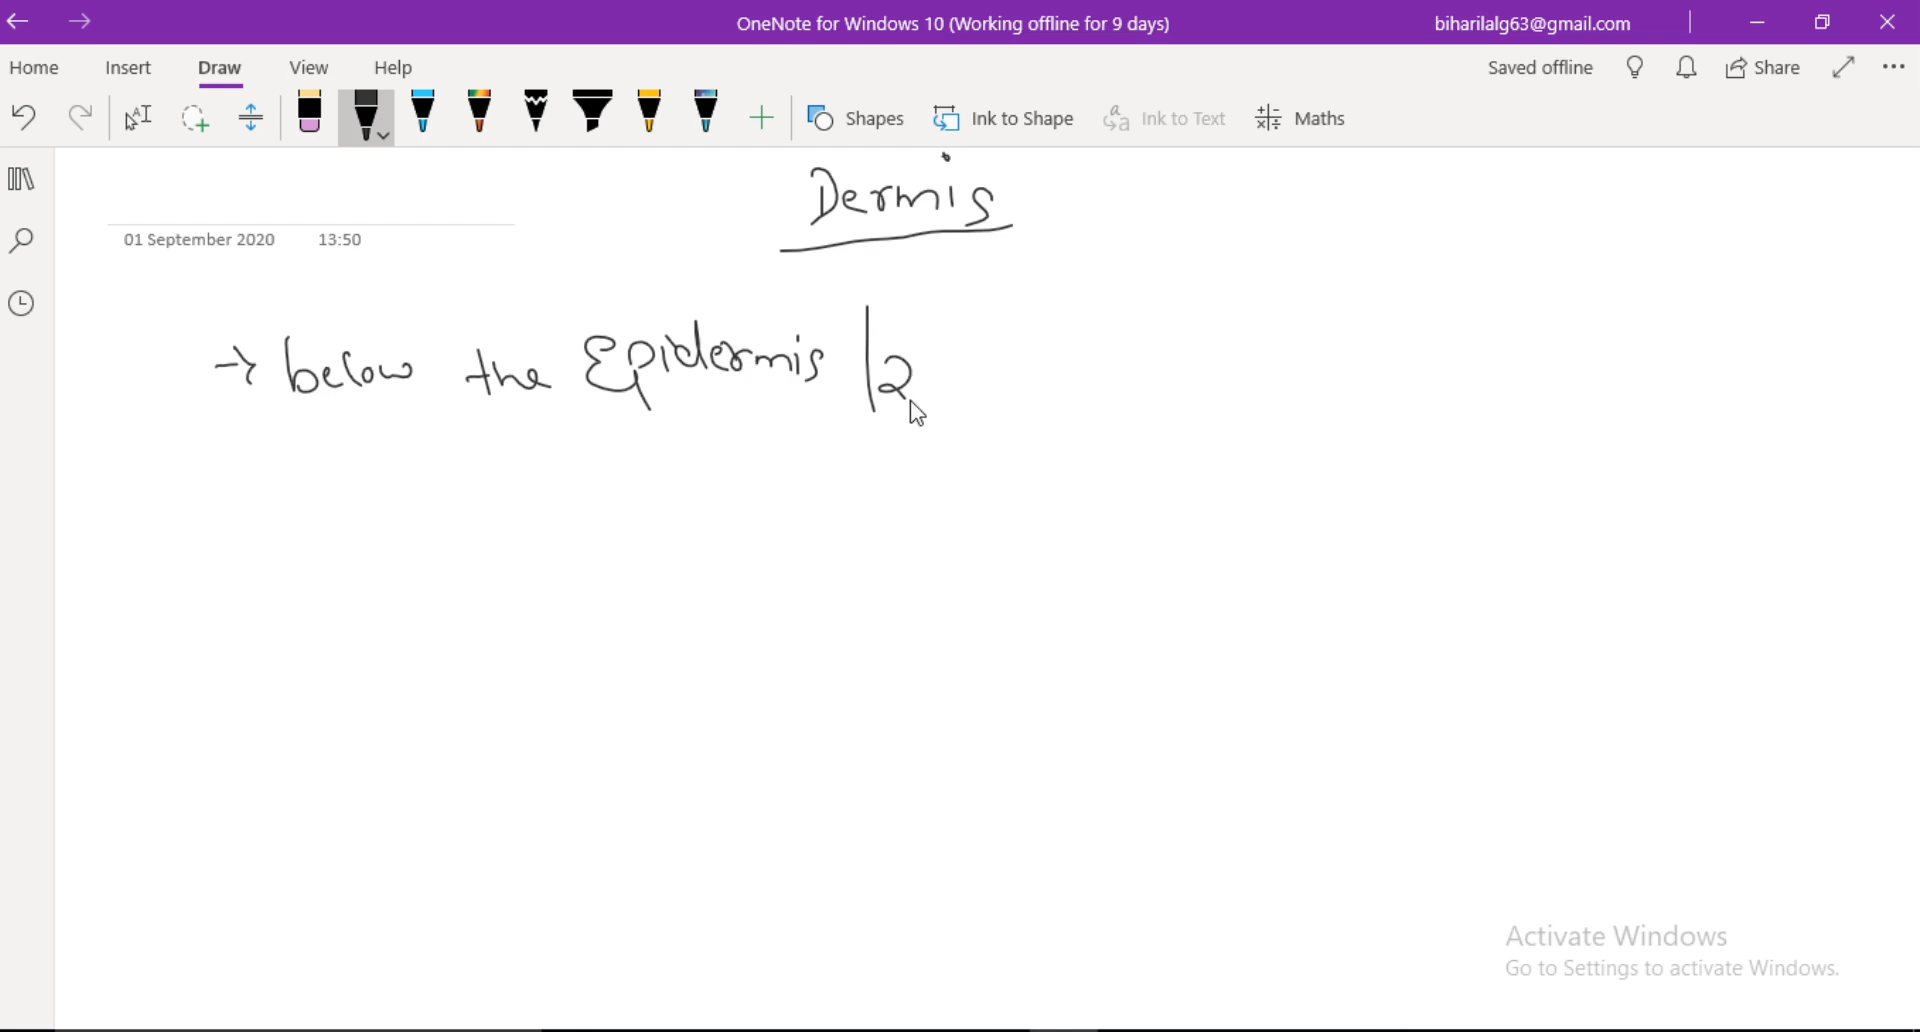 OneNote for Windows 10 (Working offline for 9 days)
biharilalg63@gmail.com
Home Insert Draw View Help
Saved offline
Share
Shapes
Ink to Shape
Ink to Text
Maths
Dermis
01 September 2020 13:50
→ below the Epidermis | 2
Activate Windows
Go to Settings to activate Windows.